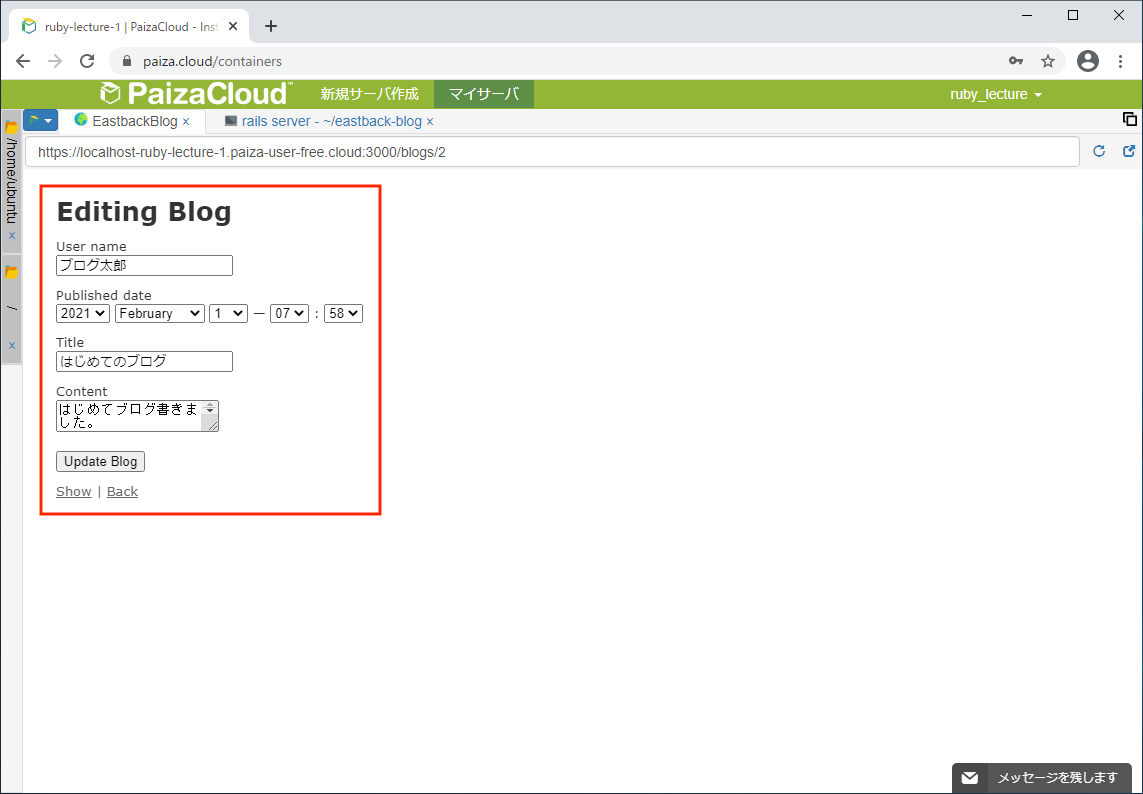 ruby-lecture-1 | PaizaCloud - Inst
paiza.cloud/containers
PaizaCloud 新規サーバ作成 マイサーバ ruby_lecture
EastbackBlog × rails server - ~/eastback-blog ×
/home/ubuntu ×
https://localhost-ruby-lecture-1.paiza-user-free.cloud:3000/blogs/2
/ ×
Editing Blog
User name
ブログ太郎
Published date
2021 February 1 — 07 : 58
Title
はじめてのブログ
Content
はじめてブログ書きま
した。
Update Blog
Show | Back
メッセージを残します